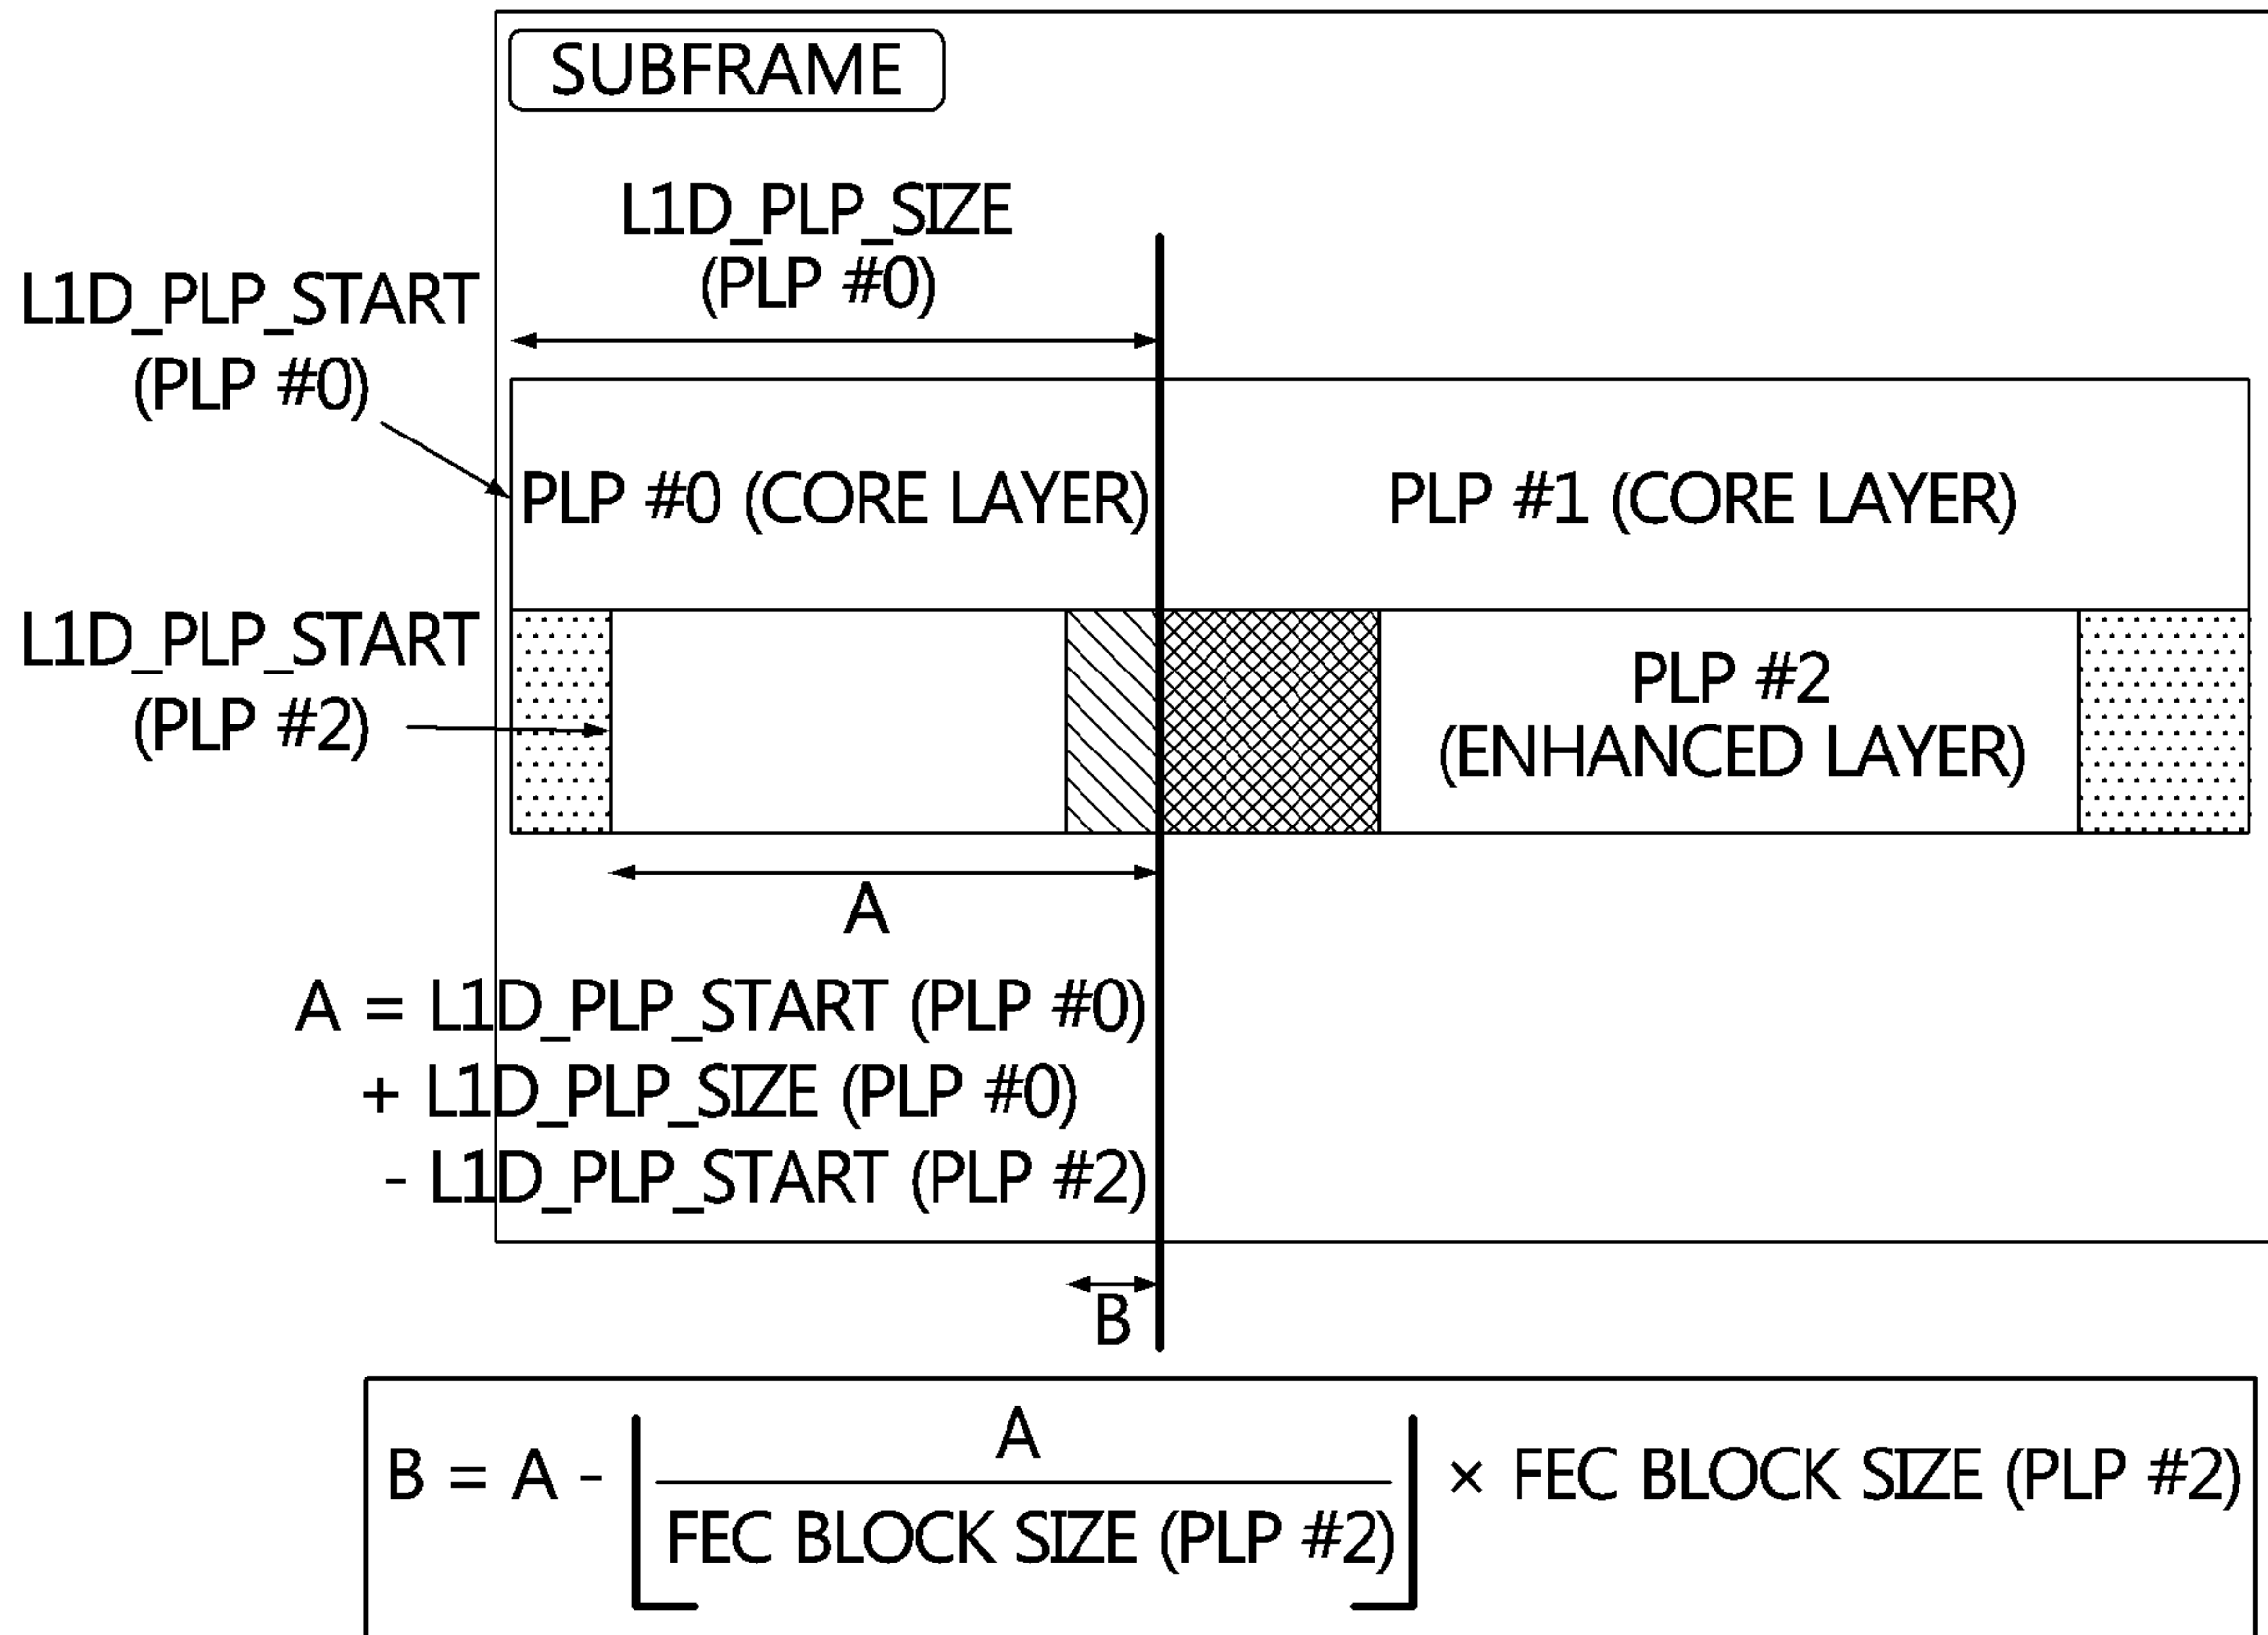 SUBFRAME
L1D_PLP_SIZE
(PLP #0)
L1D_PLP_START
(PLP #0)
PLP #0 (CORE LAYER)
PLP #1 (CORE LAYER)
L1D_PLP_START
(PLP #2)
PLP #2
(ENHANCED LAYER)
A
A = L1D_PLP_START (PLP #0)
+ L1D_PLP_SIZE (PLP #0)
- L1D_PLP_START (PLP #2)
B
B = A - ⌊ A / FEC BLOCK SIZE (PLP #2) ⌋ × FEC BLOCK SIZE (PLP #2)